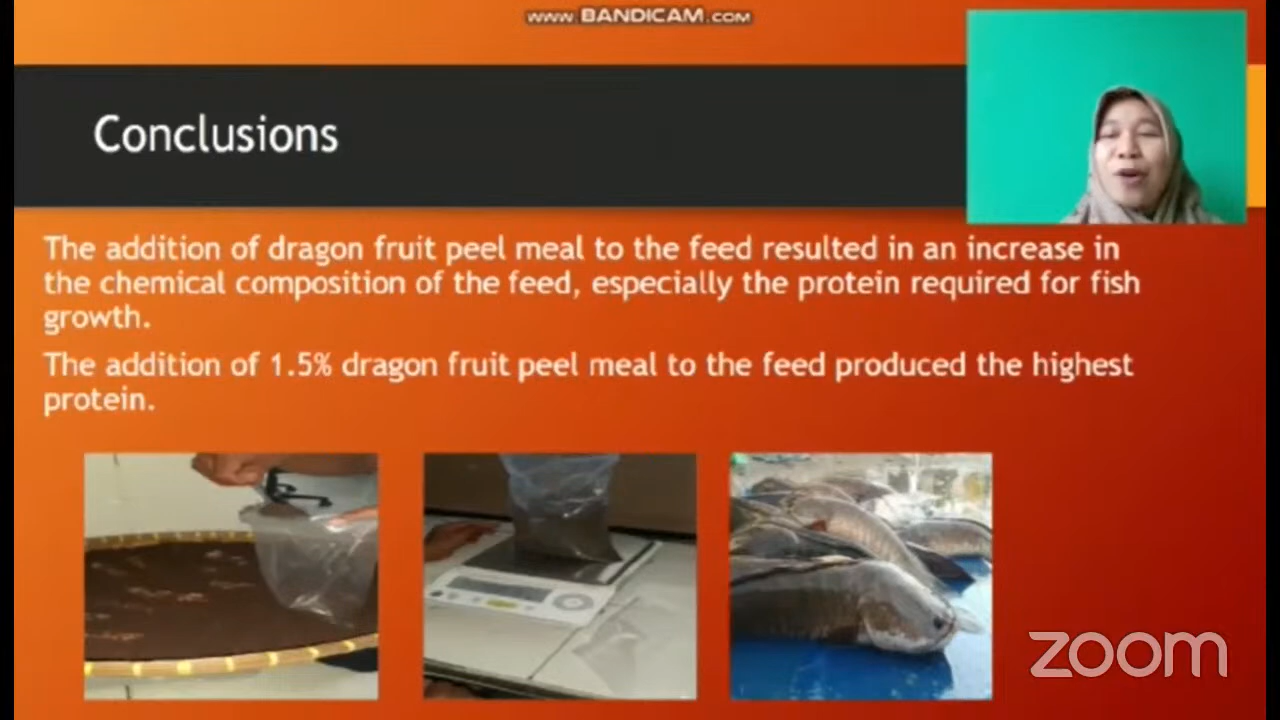 www.BANDICAM.com
Conclusions
The addition of dragon fruit peel meal to the feed resulted in an increase in
the chemical composition of the feed, especially the protein required for fish
growth.
The addition of 1.5% dragon fruit peel meal to the feed produced the highest
protein.
zoom